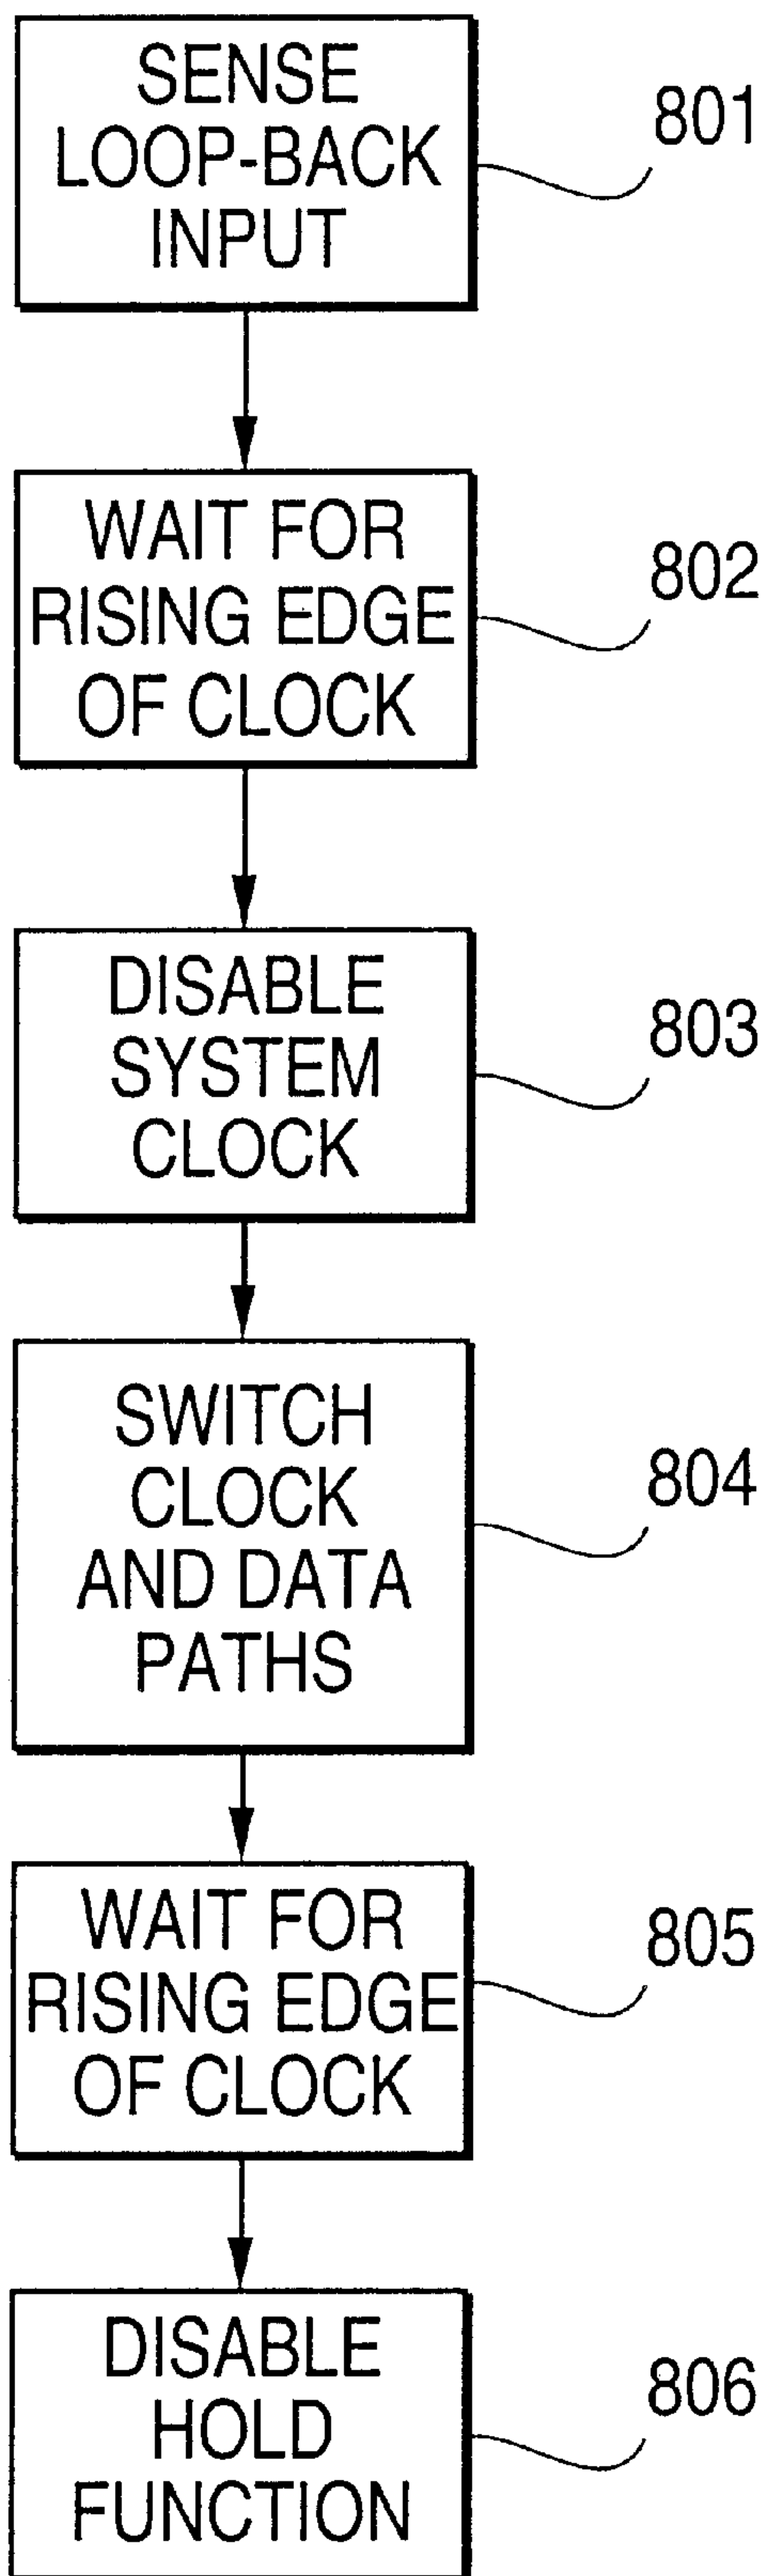 SENSE
LOOP-BACK
INPUT
801
WAIT FOR
RISING EDGE
OF CLOCK
802
DISABLE
SYSTEM
CLOCK
803
SWITCH
CLOCK
AND DATA
PATHS
804
WAIT FOR
RISING EDGE
OF CLOCK
805
DISABLE
HOLD
FUNCTION
806